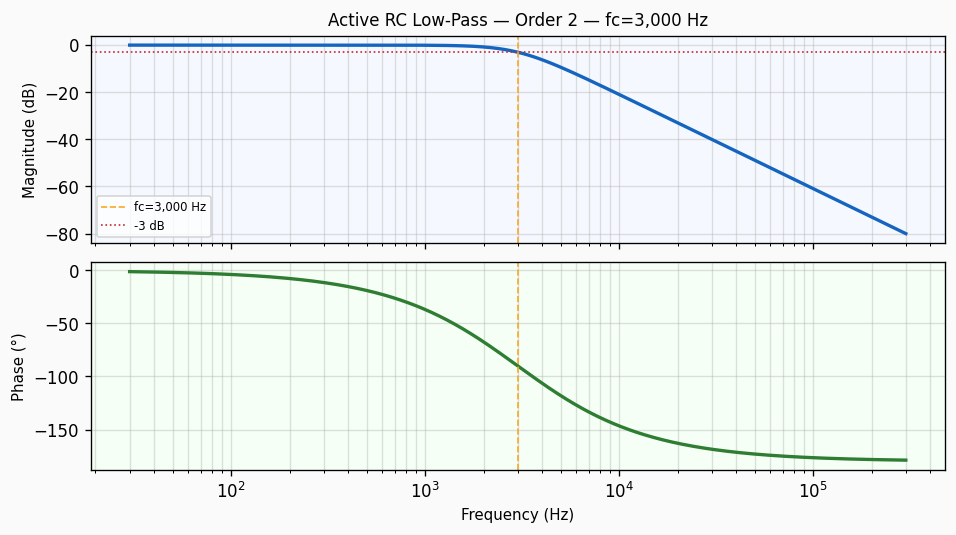 Active RC Low-Pass — Order 2 — fc=3,000 Hz
Magnitude (dB)
0
−20
−40
−60
−80
fc=3,000 Hz
-3 dB
Phase (°)
0
−50
−100
−150
10²
10³
10⁴
10⁵
Frequency (Hz)